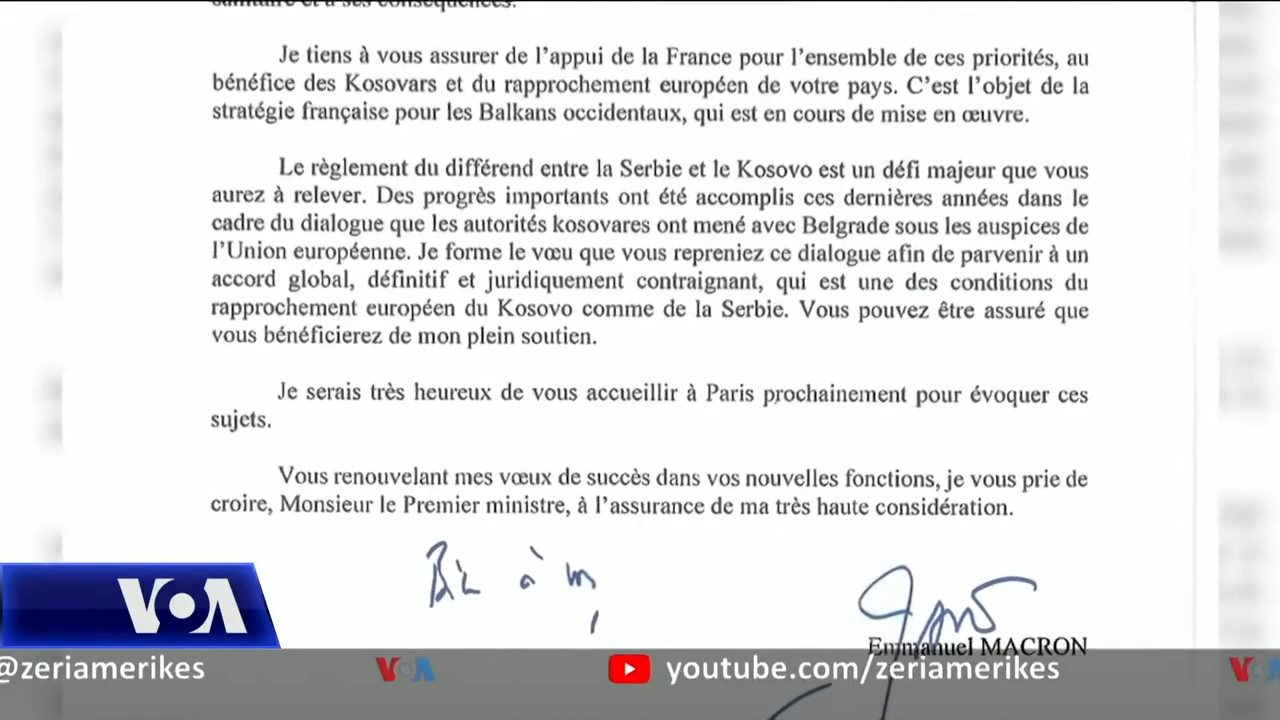 sanitaire et à ses conséquences.
Je tiens à vous assurer de l’appui de la France pour l’ensemble de ces priorités, au
bénéfice des Kosovars et du rapprochement européen de votre pays. C’est l’objet de la
stratégie française pour les Balkans occidentaux, qui est en cours de mise en œuvre.
Le règlement du différend entre la Serbie et le Kosovo est un défi majeur que vous
aurez à relever. Des progrès importants ont été accomplis ces dernières années dans le
cadre du dialogue que les autorités kosovares ont mené avec Belgrade sous les auspices de
l’Union européenne. Je forme le vœu que vous repreniez ce dialogue afin de parvenir à un
accord global, définitif et juridiquement contraignant, qui est une des conditions du
rapprochement européen du Kosovo comme de la Serbie. Vous pouvez être assuré que
vous bénéficierez de mon plein soutien.
Je serais très heureux de vous accueillir à Paris prochainement pour évoquer ces
sujets.
Vous renouvelant mes vœux de succès dans vos nouvelles fonctions, je vous prie de
croire, Monsieur le Premier ministre, à l’assurance de ma très haute considération.
Emmanuel MACRON
VOA
@zeriamerikes VOA youtube.com/zeriamerikes VOA